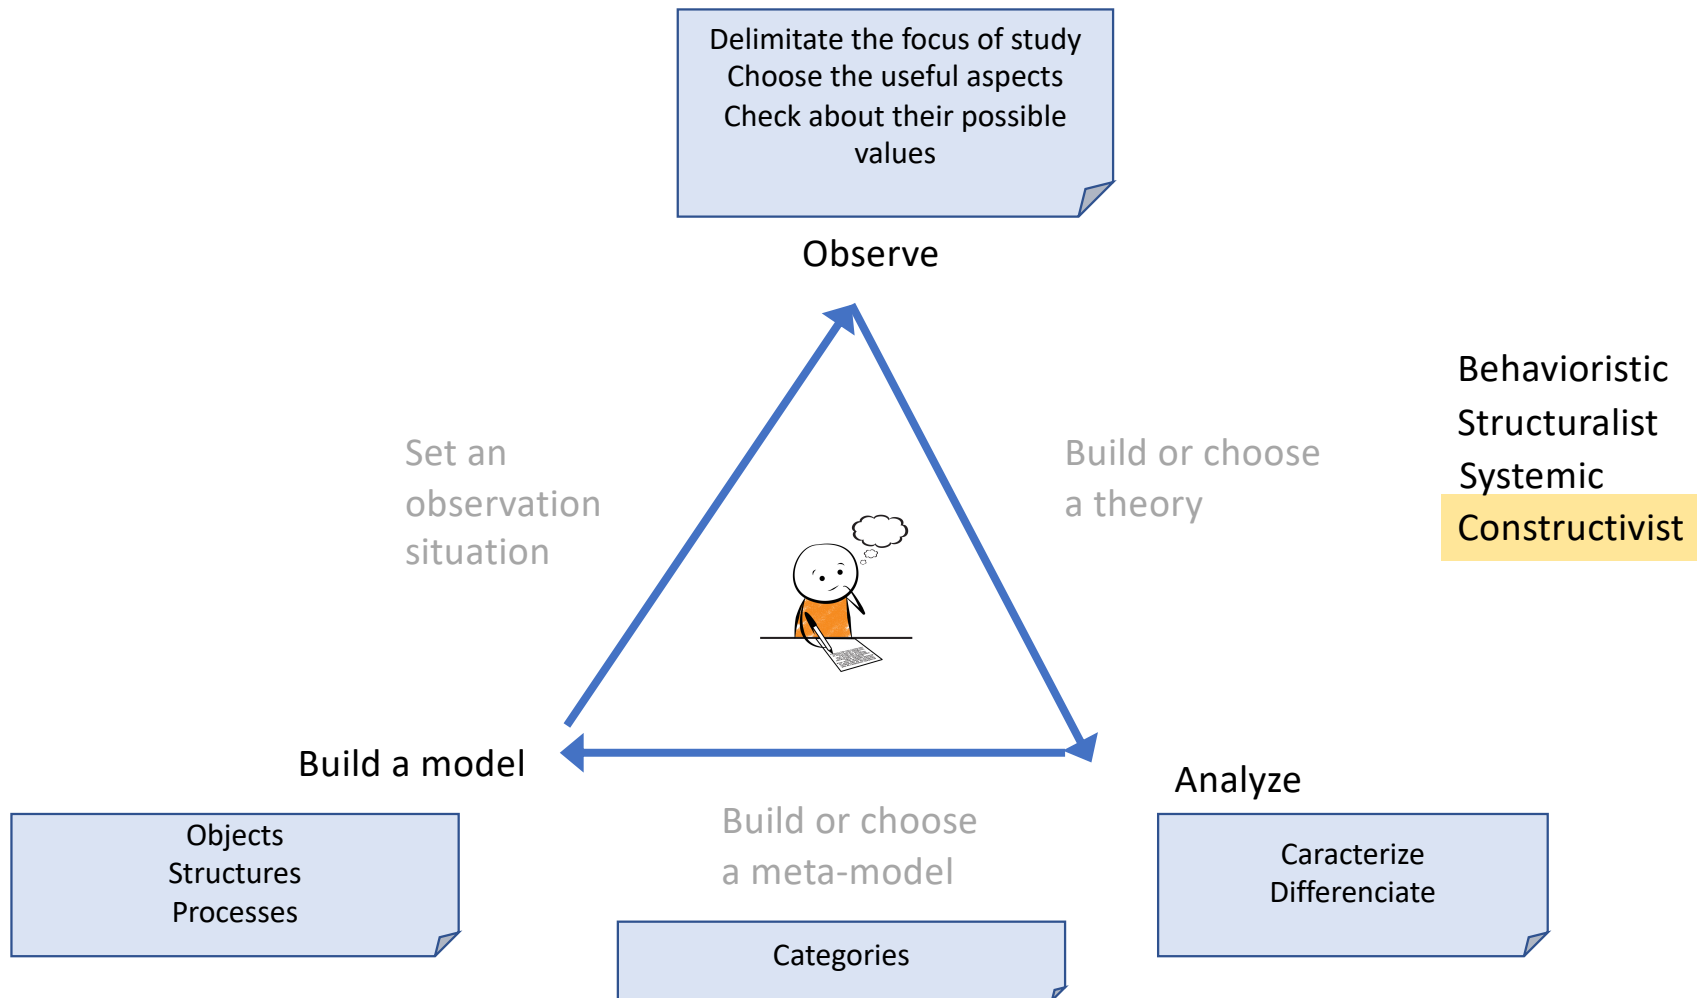 Delimitate the focus of study
Choose the useful aspects
Check about their possible
values
Observe
Set an
observation
situation
Build or choose
a theory
Behavioristic
Structuralist
Systemic
Constructivist
Build a model
Analyze
Objects
Structures
Processes
Build or choose
a meta-model
Caracterize
Differenciate
Categories